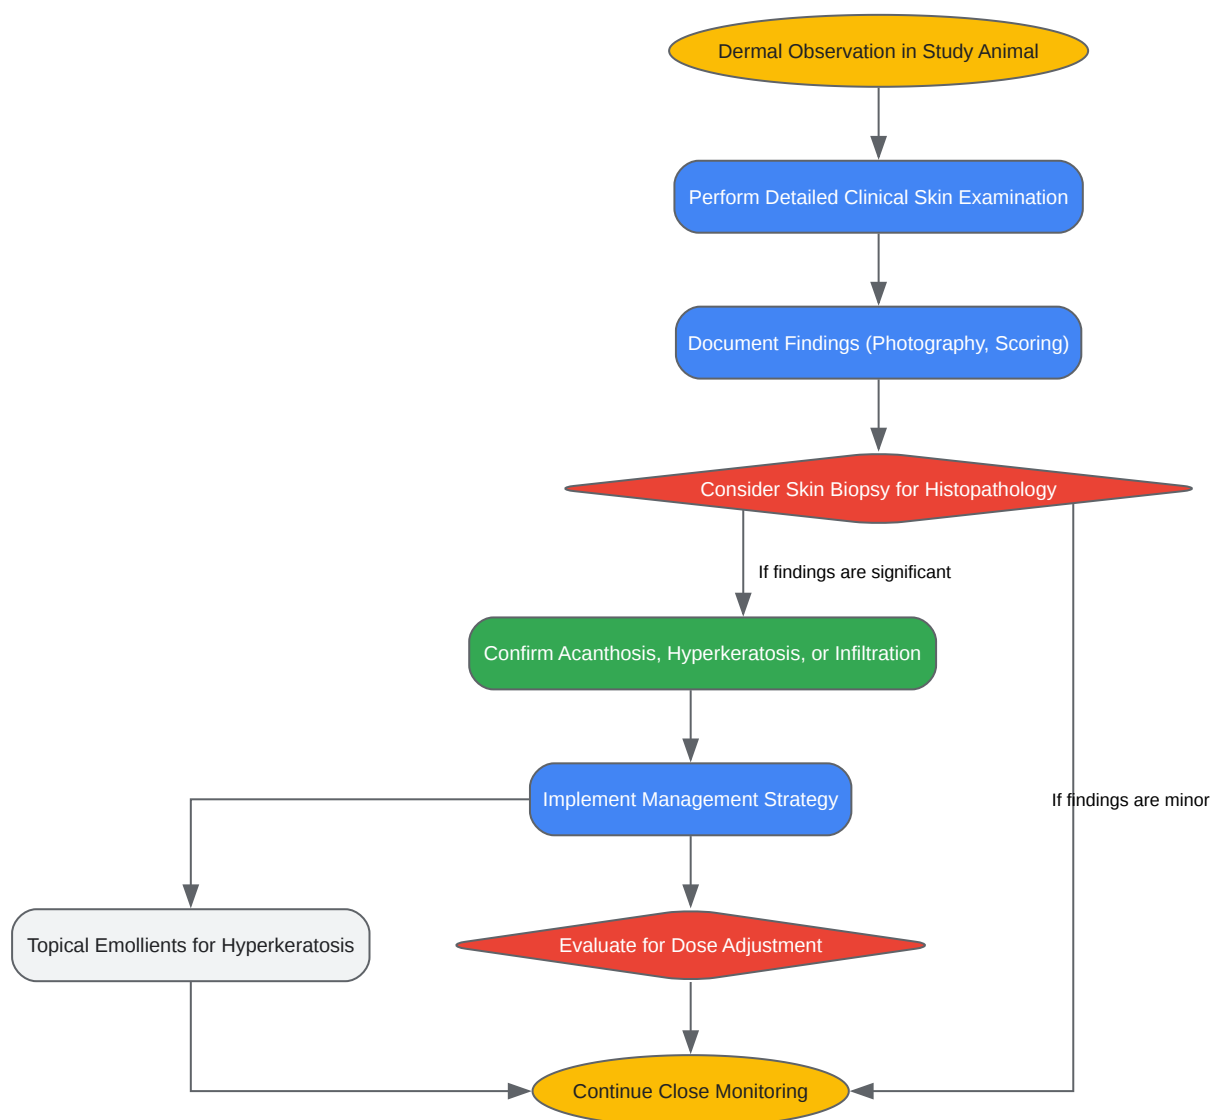 Dermal Observation in Study Animal
Perform Detailed Clinical Skin Examination
Document Findings (Photography, Scoring)
Consider Skin Biopsy for Histopathology
If findings are significant
Confirm Acanthosis, Hyperkeratosis, or Infiltration
Implement Management Strategy
If findings are minor
Topical Emollients for Hyperkeratosis
Evaluate for Dose Adjustment
Continue Close Monitoring